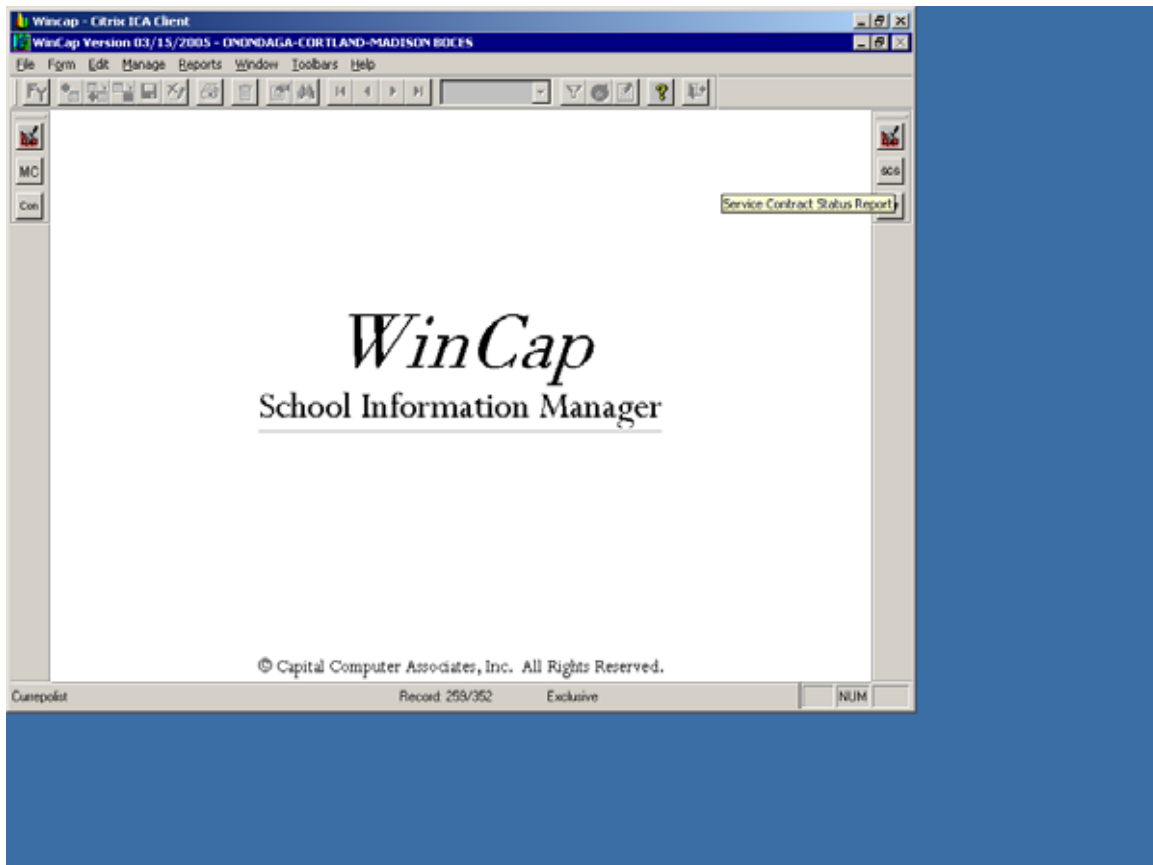 Wincap - Citrix ICA Client
WinCap Version 03/15/2005 - ONONDAGA-CORTLAND-MADISON BOCES
File Form Edit Manage Reports Window Toolbars Help
FY
MC
SCS
Con
Service Contract Status Report
WinCap
School Information Manager
© Capital Computer Associates, Inc. All Rights Reserved.
Currepolist Record: 259/352 Exclusive NUM